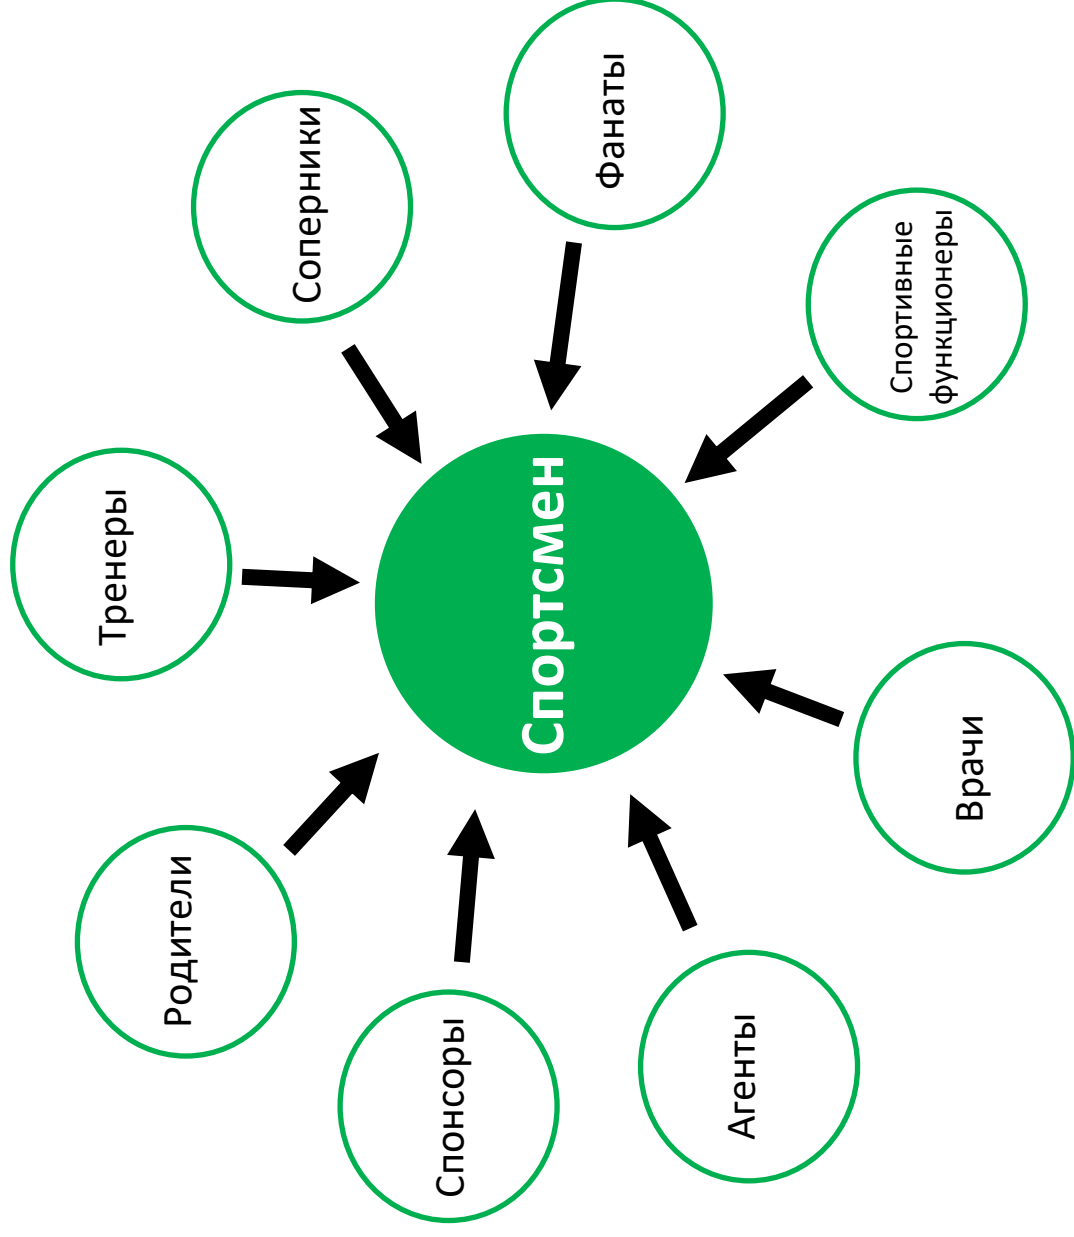 Тренеры
Родители
Соперники
Спонсоры
Спортсмен
Фанаты
Агенты
Спортивные
функционеры
Врачи